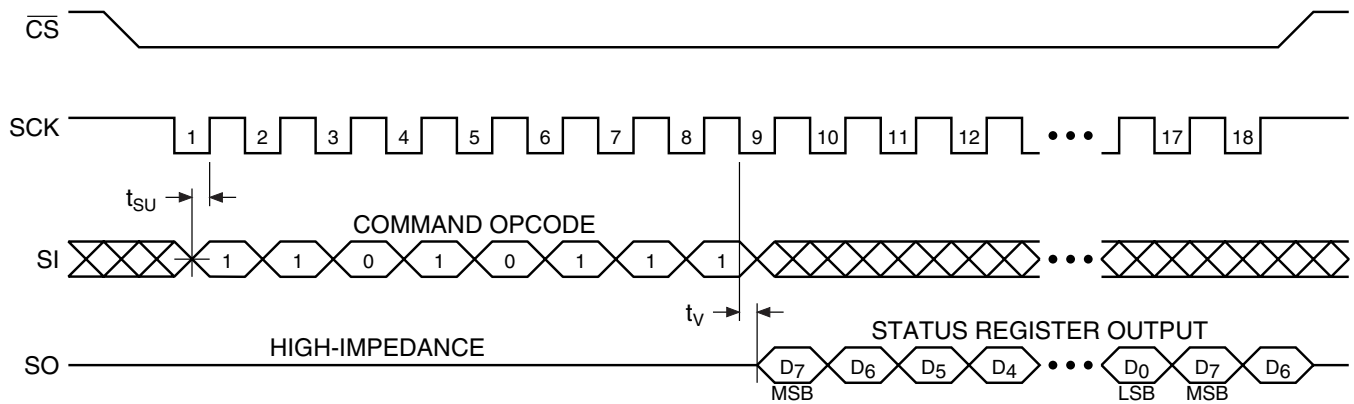 CS
SCK 1 2 3 4 5 6 7 8 9 10 11 12 • • • 17 18
tSU
COMMAND OPCODE
SI 1 1 0 1 0 1 1 1 • • •
tV
STATUS REGISTER OUTPUT
HIGH-IMPEDANCE
SO D7 D6 D5 D4 • • • D0 D7 D6
MSB LSB MSB